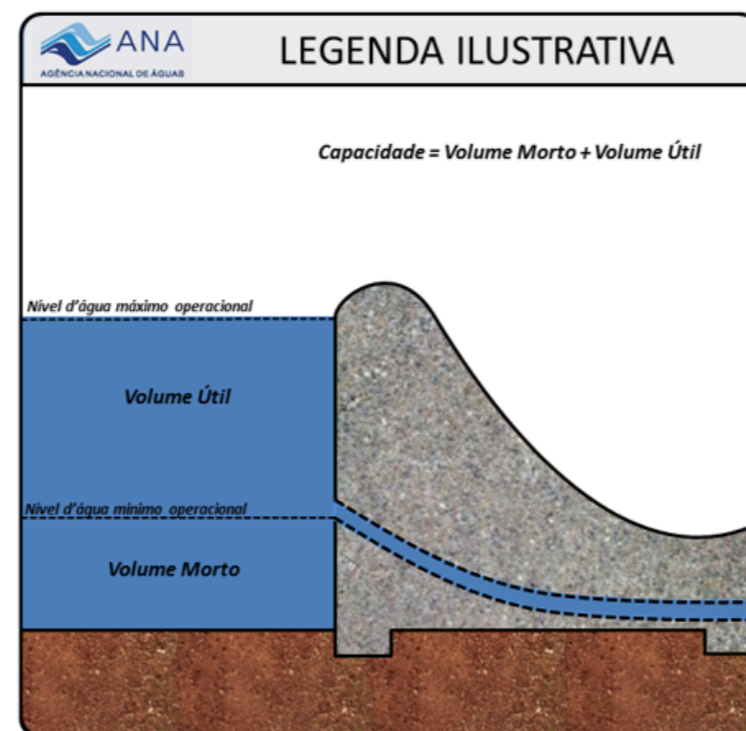 ANA
AGÊNCIA NACIONAL DE ÁGUAS
LEGENDA ILUSTRATIVA
Capacidade = Volume Morto + Volume Útil
Nível d'água máximo operacional
Volume Útil
Nível d'água mínimo operacional
Volume Morto